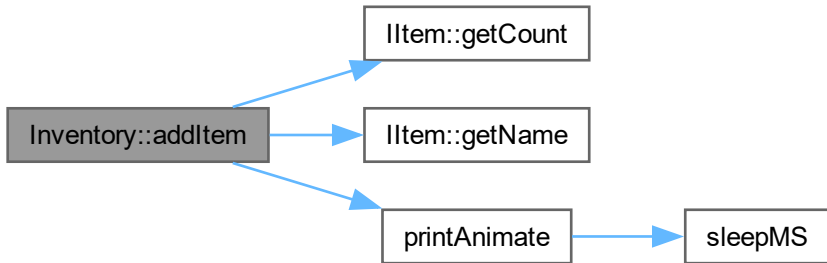 IItem::getCount
Inventory::addItem
IItem::getName
printAnimate
sleepMS